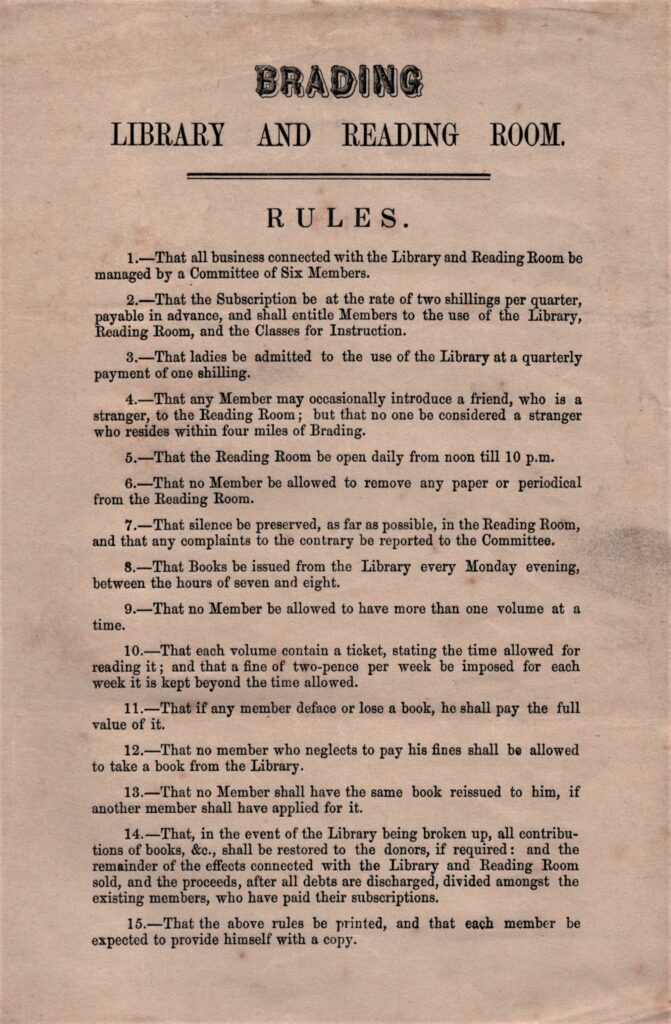 BRADING
LIBRARY AND READING ROOM.
RULES.
1.—That all business connected with the Library and Reading Room be
managed by a Committee of Six Members.
2.—That the Subscription be at the rate of two shillings per quarter,
payable in advance, and shall entitle Members to the use of the Library,
Reading Room, and the Classes for Instruction.
3.—That ladies be admitted to the use of the Library at a quarterly
payment of one shilling.
4.—That any Member may occasionally introduce a friend, who is a
stranger, to the Reading Room; but that no one be considered a stranger
who resides within four miles of Brading.
5.—That the Reading Room be open daily from noon till 10 p.m.
6.—That no Member be allowed to remove any paper or periodical
from the Reading Room.
7.—That silence be preserved, as far as possible, in the Reading Room,
and that any complaints to the contrary be reported to the Committee.
8.—That Books be issued from the Library every Monday evening,
between the hours of seven and eight.
9.—That no Member be allowed to have more than one volume at a
time.
10.—That each volume contain a ticket, stating the time allowed for
reading it; and that a fine of two-pence per week be imposed for each
week it is kept beyond the time allowed.
11.—That if any member deface or lose a book, he shall pay the full
value of it.
12.—That no member who neglects to pay his fines shall be allowed
to take a book from the Library.
13.—That no Member shall have the same book reissued to him, if
another member shall have applied for it.
14.—That, in the event of the Library being broken up, all contribu-
tions of books, &c., shall be restored to the donors, if required: and the
remainder of the effects connected with the Library and Reading Room
sold, and the proceeds, after all debts are discharged, divided amongst the
existing members, who have paid their subscriptions.
15.—That the above rules be printed, and that each member be
expected to provide himself with a copy.